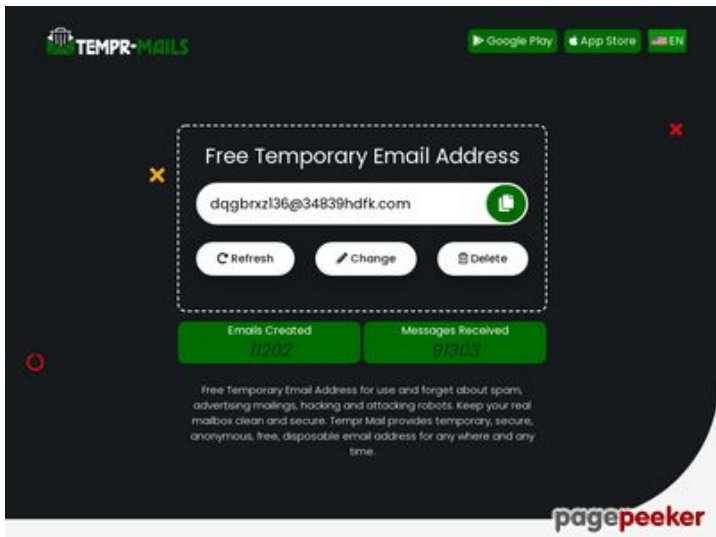 TEMPR-MAILS
Google Play
App Store
EN
Free Temporary Email Address
dqgbrxz136@34839hdfk.com
Refresh
Change
Delete
Emails Created
Messages Received
11202
91303
Free Temporary Email Address for use and forget about spam,
advertising mailings, hacking and attacking robots. Keep your real
mailbox clean and secure. Tempr Mail provides temporary, secure,
anonymous, free, disposable email address for any where and any
time.
pagepeeker